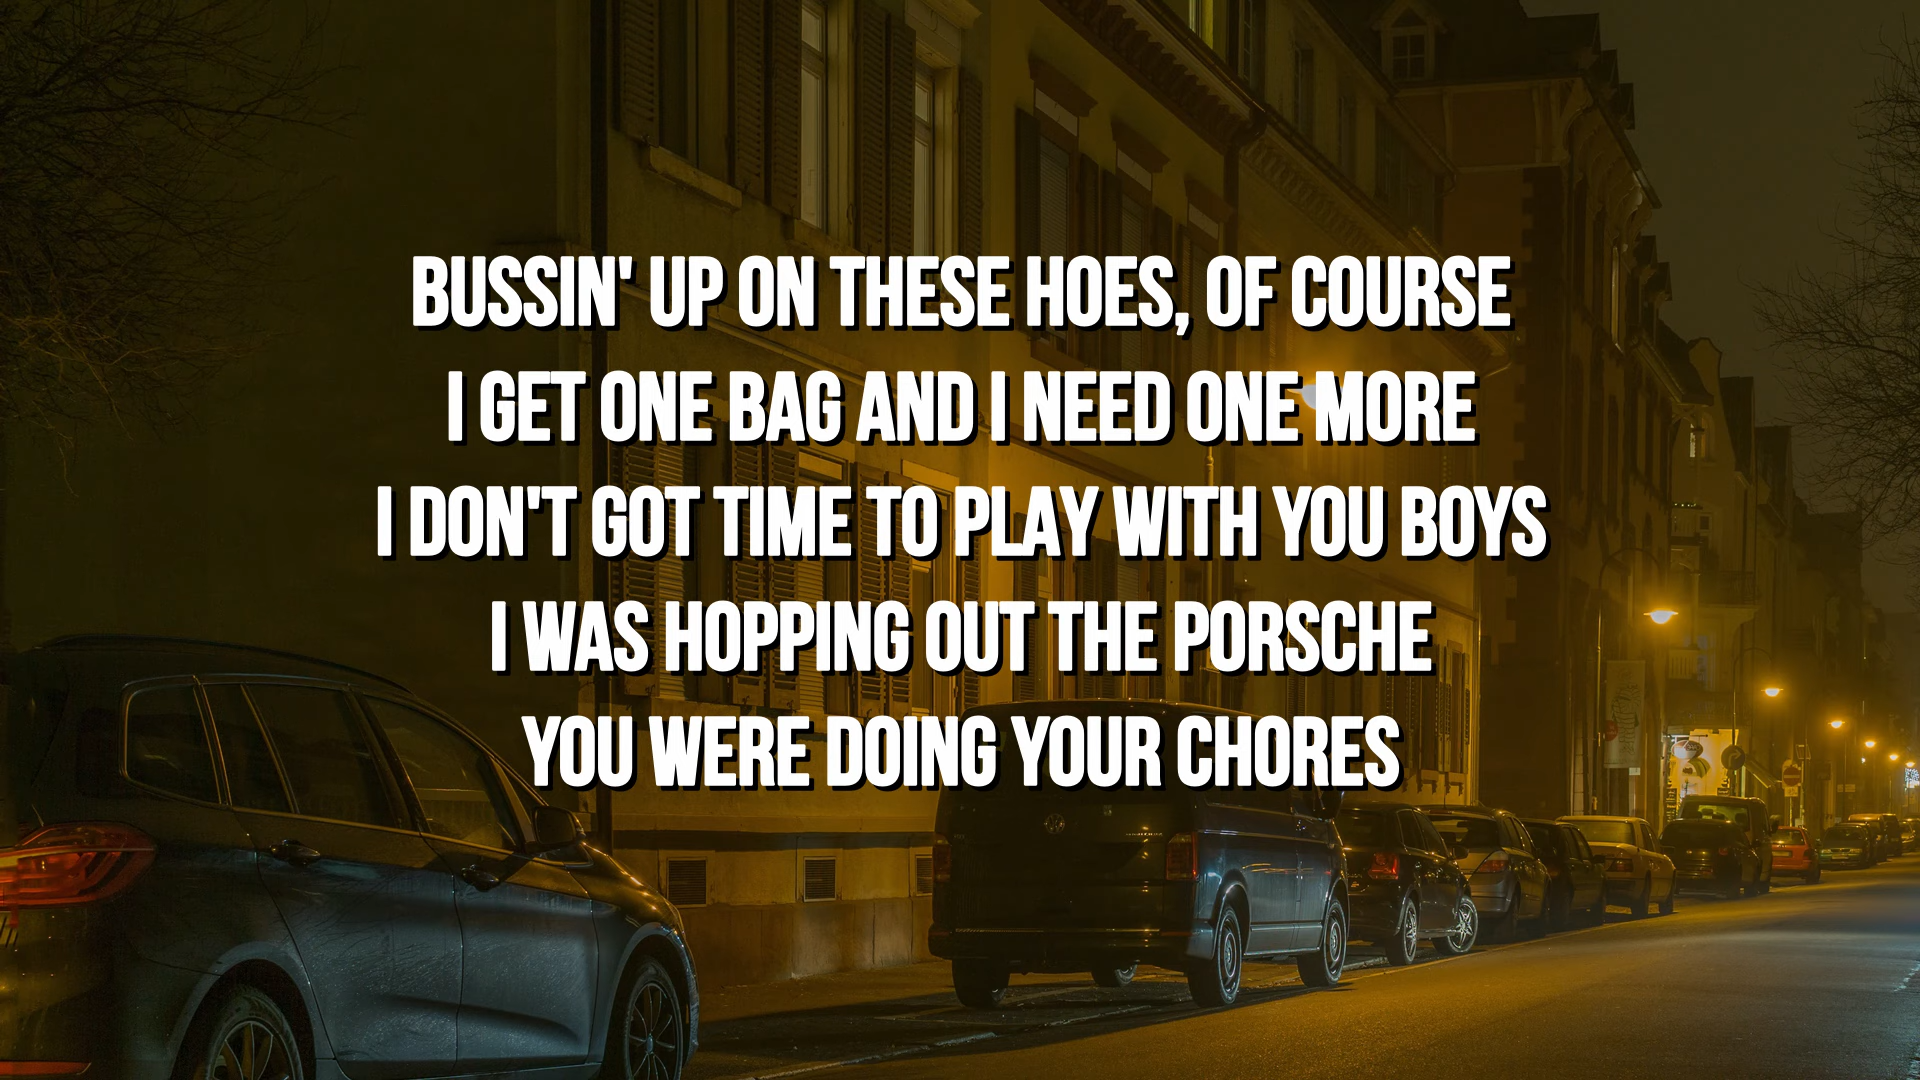 BUSSIN' UP ON THESE HOES, OF COURSE
I GET ONE BAG AND I NEED ONE MORE
I DON'T GOT TIME TO PLAY WITH YOU BOYS
I WAS HOPPING OUT THE PORSCHE
YOU WERE DOING YOUR CHORES